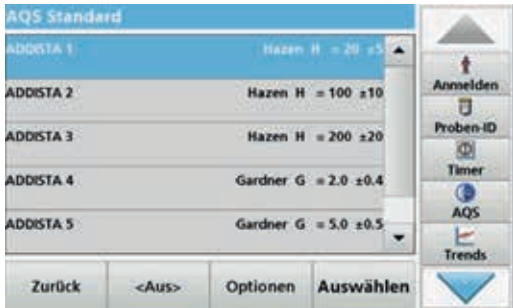 AQS Standard
ADDISTA 1 Hazen H = 20 ±5
ADDISTA 2 Hazen H = 100 ±10
ADDISTA 3 Hazen H = 200 ±20
ADDISTA 4 Gardner G = 2.0 ±0.4
ADDISTA 5 Gardner G = 5.0 ±0.5
Zurück <Aus> Optionen Auswählen
Anmelden
Proben-ID
Timer
AQS
Trends